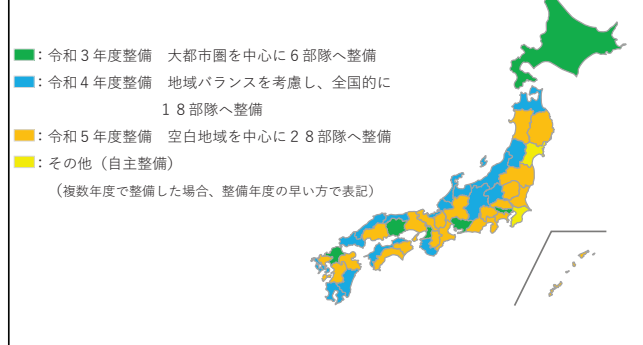 ：令和３年度整備　大都市圏を中心に６部隊へ整備
：令和４年度整備　地域バランスを考慮し、全国的に
１８部隊へ整備
：令和５年度整備　空白地域を中心に２８部隊へ整備
：その他（自主整備）
（複数年度で整備した場合、整備年度の早い方で表記）